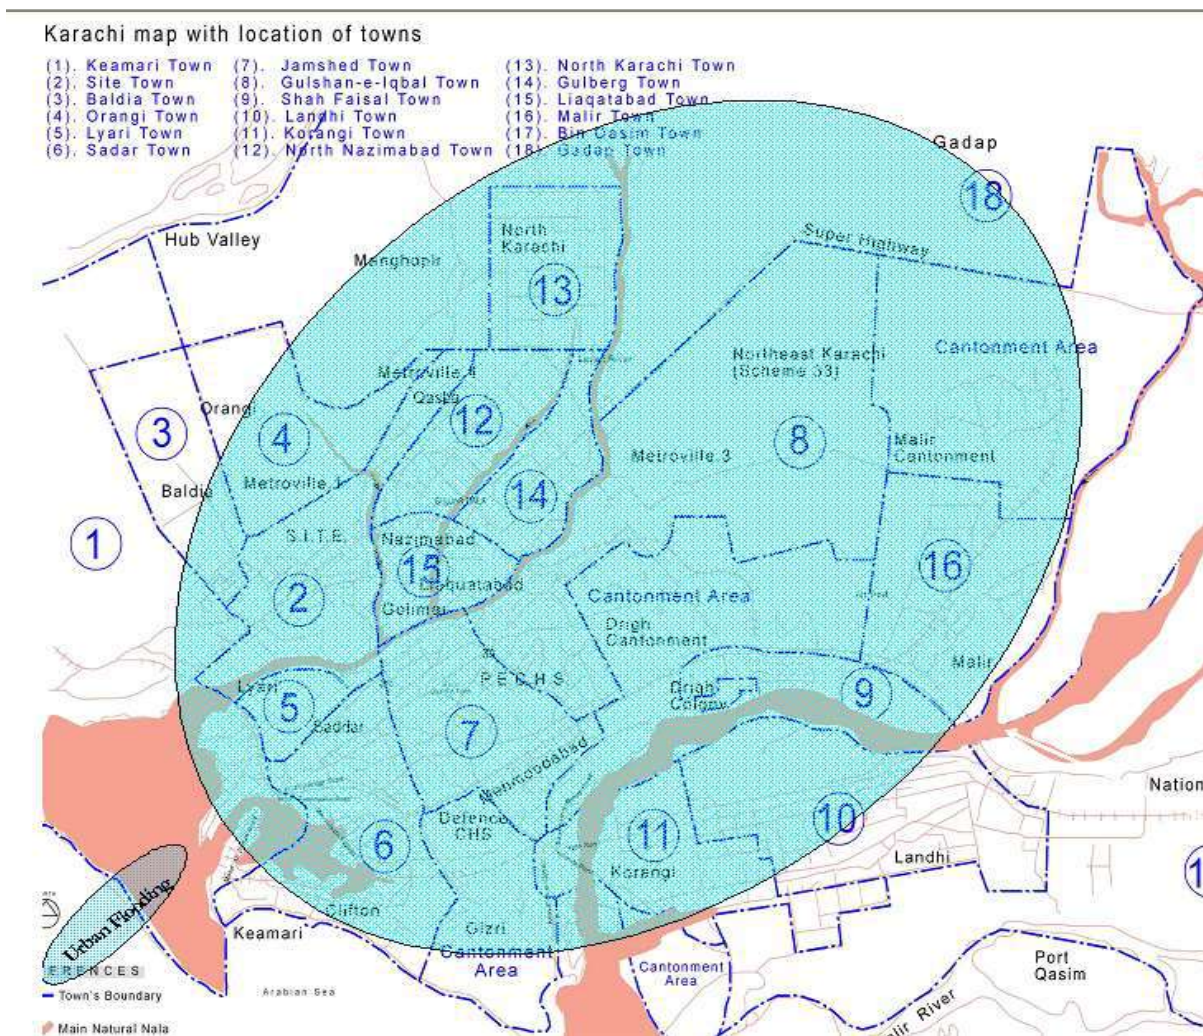 Karachi map with location of towns
(1). Keamari Town (7). Jamshed Town (13). North Karachi Town
(2). Site Town (8). Gulshan-e-Iqbal Town (14). Gulberg Town
(3). Baldia Town (9). Shah Faisal Town (15). Liaqatabad Town
(4). Orangi Town (10). Landhi Town (16). Malir Town
(5). Lyari Town (11). Korangi Town (17). Bin Qasim Town
(6). Sadar Town (12). North Nazimabad Town (18). Gadap Town
Gadap
18
Hub Valley
North
Karachi
Super Highway
Manghopir
13
Northeast Karachi
(Scheme 33)
Cantonment Area
Metroville 4
Qasba
Orangi
12
3
4
8
Malir
Cantonment
Metroville 3
Metroville 1
Baldia
14
1
S.I.T.E.
Nazimabad
15
Liaquatabad
16
2
Golimar
Cantonment Area
Drigh
Cantonment
Malir
P E C H S
Lyari
Drigh
Colony
9
5
Saddar
7
Mehmoodabad
Nation
Defence
CHS
6
11
10
Landhi
Korangi
1
Urban Flooding
Clifton
Keamari
Gizri
Cantonment
Area
Cantonment
Area
Port
Qasim
ERENCES
Town's Boundary
Arabian Sea
Main Natural Nala
alir River